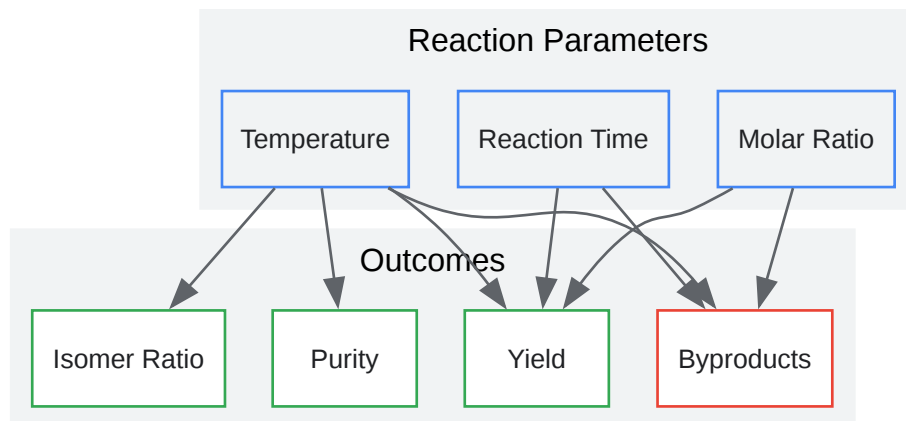 Reaction Parameters
Temperature
Reaction Time
Molar Ratio
Outcomes
Isomer Ratio
Purity
Yield
Byproducts